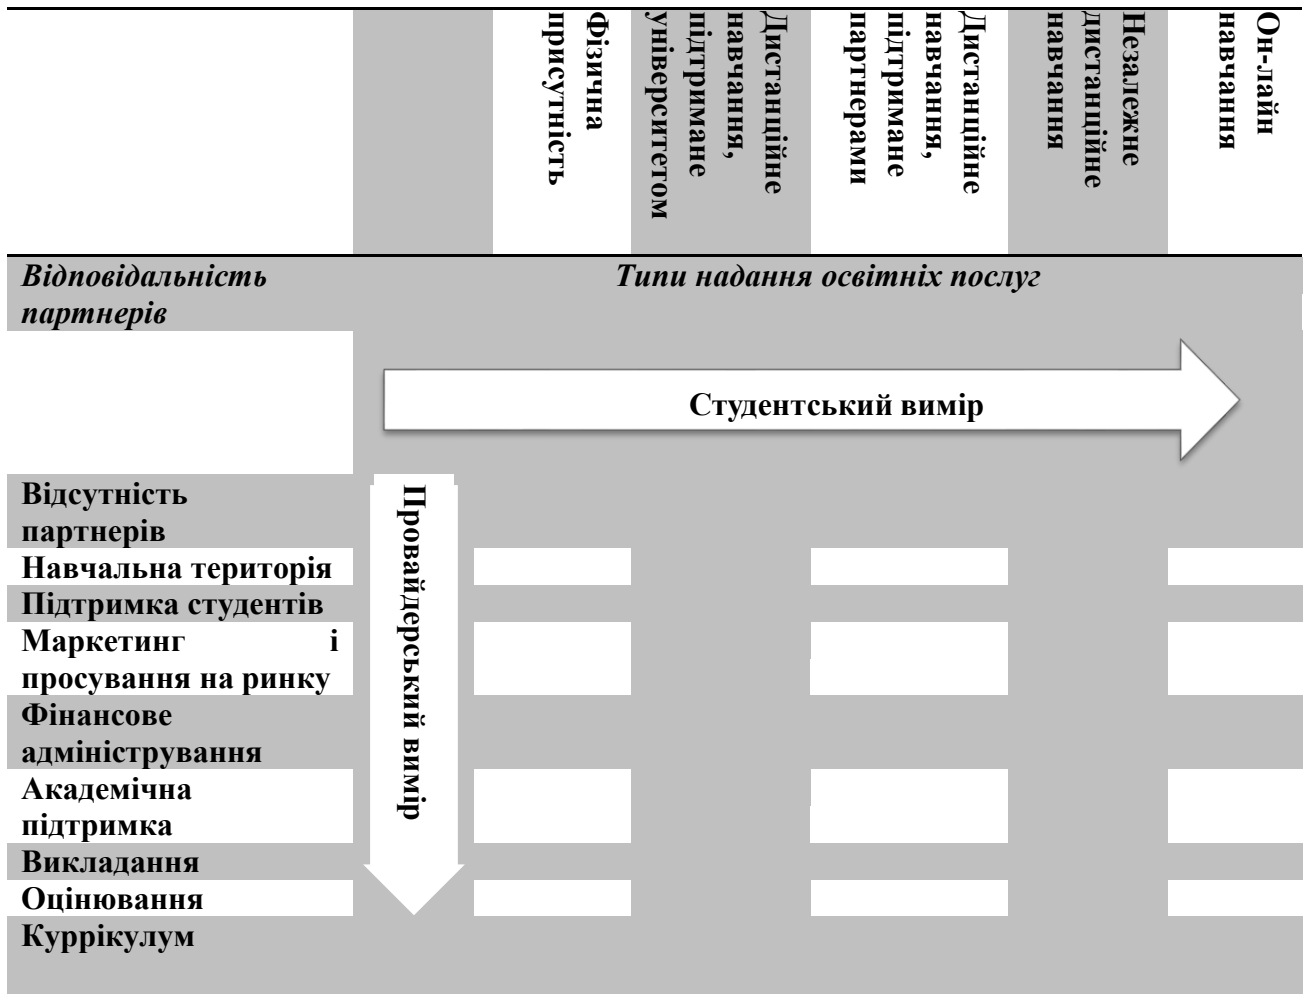 Фізична
присутність
Дистанційне
навчання,
підтримане
університетом
Дистанційне
навчання,
підтримане
партнерами
Незалежне
дистанційне
навчання
Он-лайн
навчання
Відповідальність
партнерів
Типи надання освітніх послуг
Студентський вимір
Провайдерський вимір
Відсутність
партнерів
Навчальна територія
Підтримка студентів
Маркетинг і
просування на ринку
Фінансове
адміністрування
Академічна
підтримка
Викладання
Оцінювання
Куррікулум